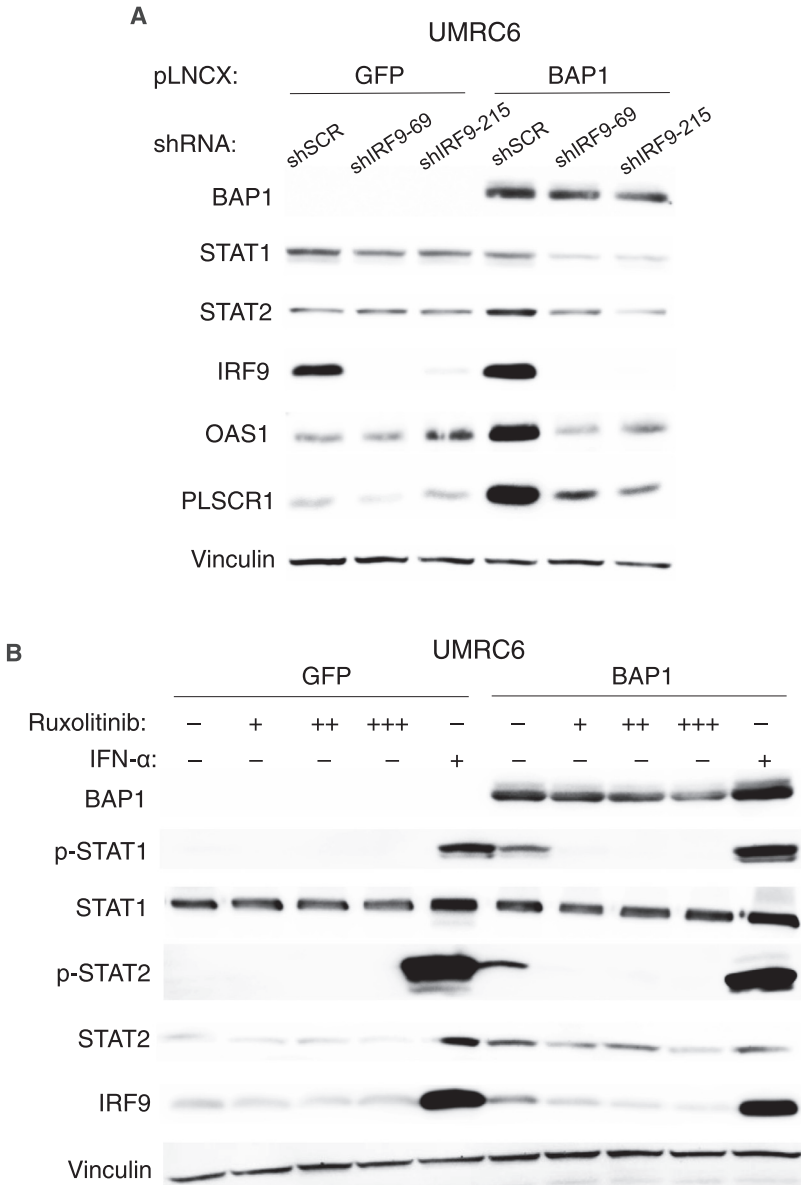 A
UMRC6
pLNCX: GFP BAP1
shRNA: shSCR shIRF9-69 shIRF9-215 shSCR shIRF9-69 shIRF9-215
BAP1
STAT1
STAT2
IRF9
OAS1
PLSCR1
Vinculin
B
UMRC6
GFP BAP1
Ruxolitinib: – + ++ +++ – – + ++ +++ –
IFN-α: – – – – + – – – – +
BAP1
p-STAT1
STAT1
p-STAT2
STAT2
IRF9
Vinculin